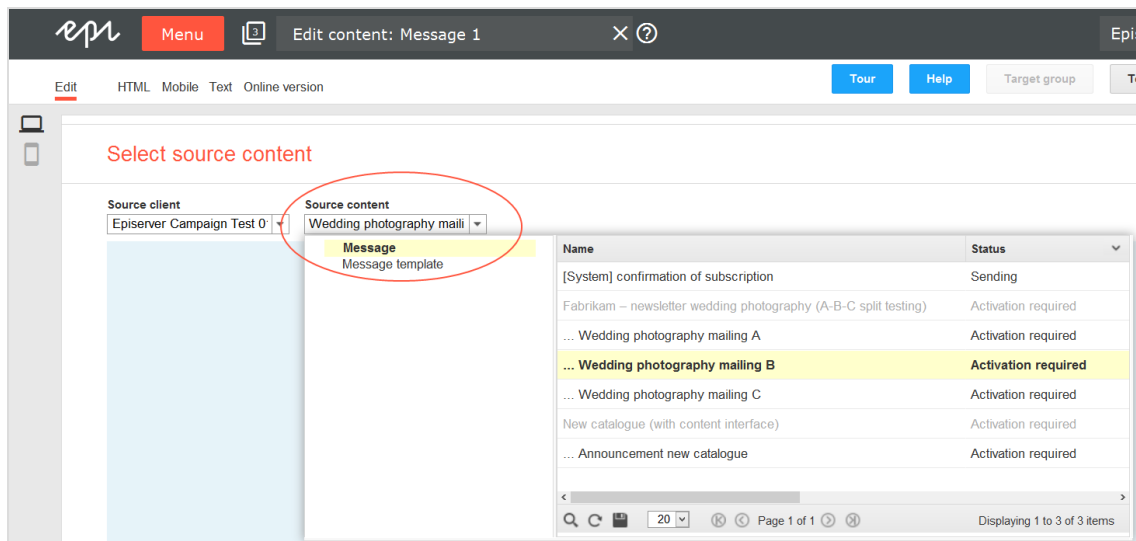 epi Menu 3 Edit content: Message 1 Epi
Edit HTML Mobile Text Online version Tour Help Target group
Select source content
Source client Source content
Episerver Campaign Test 0 Wedding photography maili
Message Name Status
Message template
[System] confirmation of subscription Sending
Fabrikam – newsletter wedding photography (A-B-C split testing) Activation required
... Wedding photography mailing A Activation required
... Wedding photography mailing B Activation required
... Wedding photography mailing C Activation required
New catalogue (with content interface) Activation required
... Announcement new catalogue Activation required
20 Page 1 of 1 Displaying 1 to 3 of 3 items